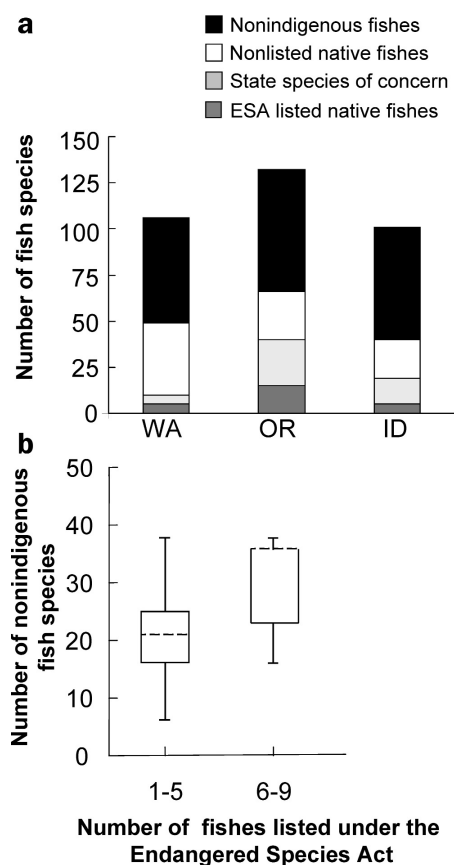 a
Nonindigenous fishes
Nonlisted native fishes
State species of concern
ESA listed native fishes
Number of fish species
150
125
100
75
50
25
0
WA OR ID
b
Number of nonindigenous
fish species
50
40
30
20
10
0
1-5 6-9
Number of fishes listed under the
Endangered Species Act